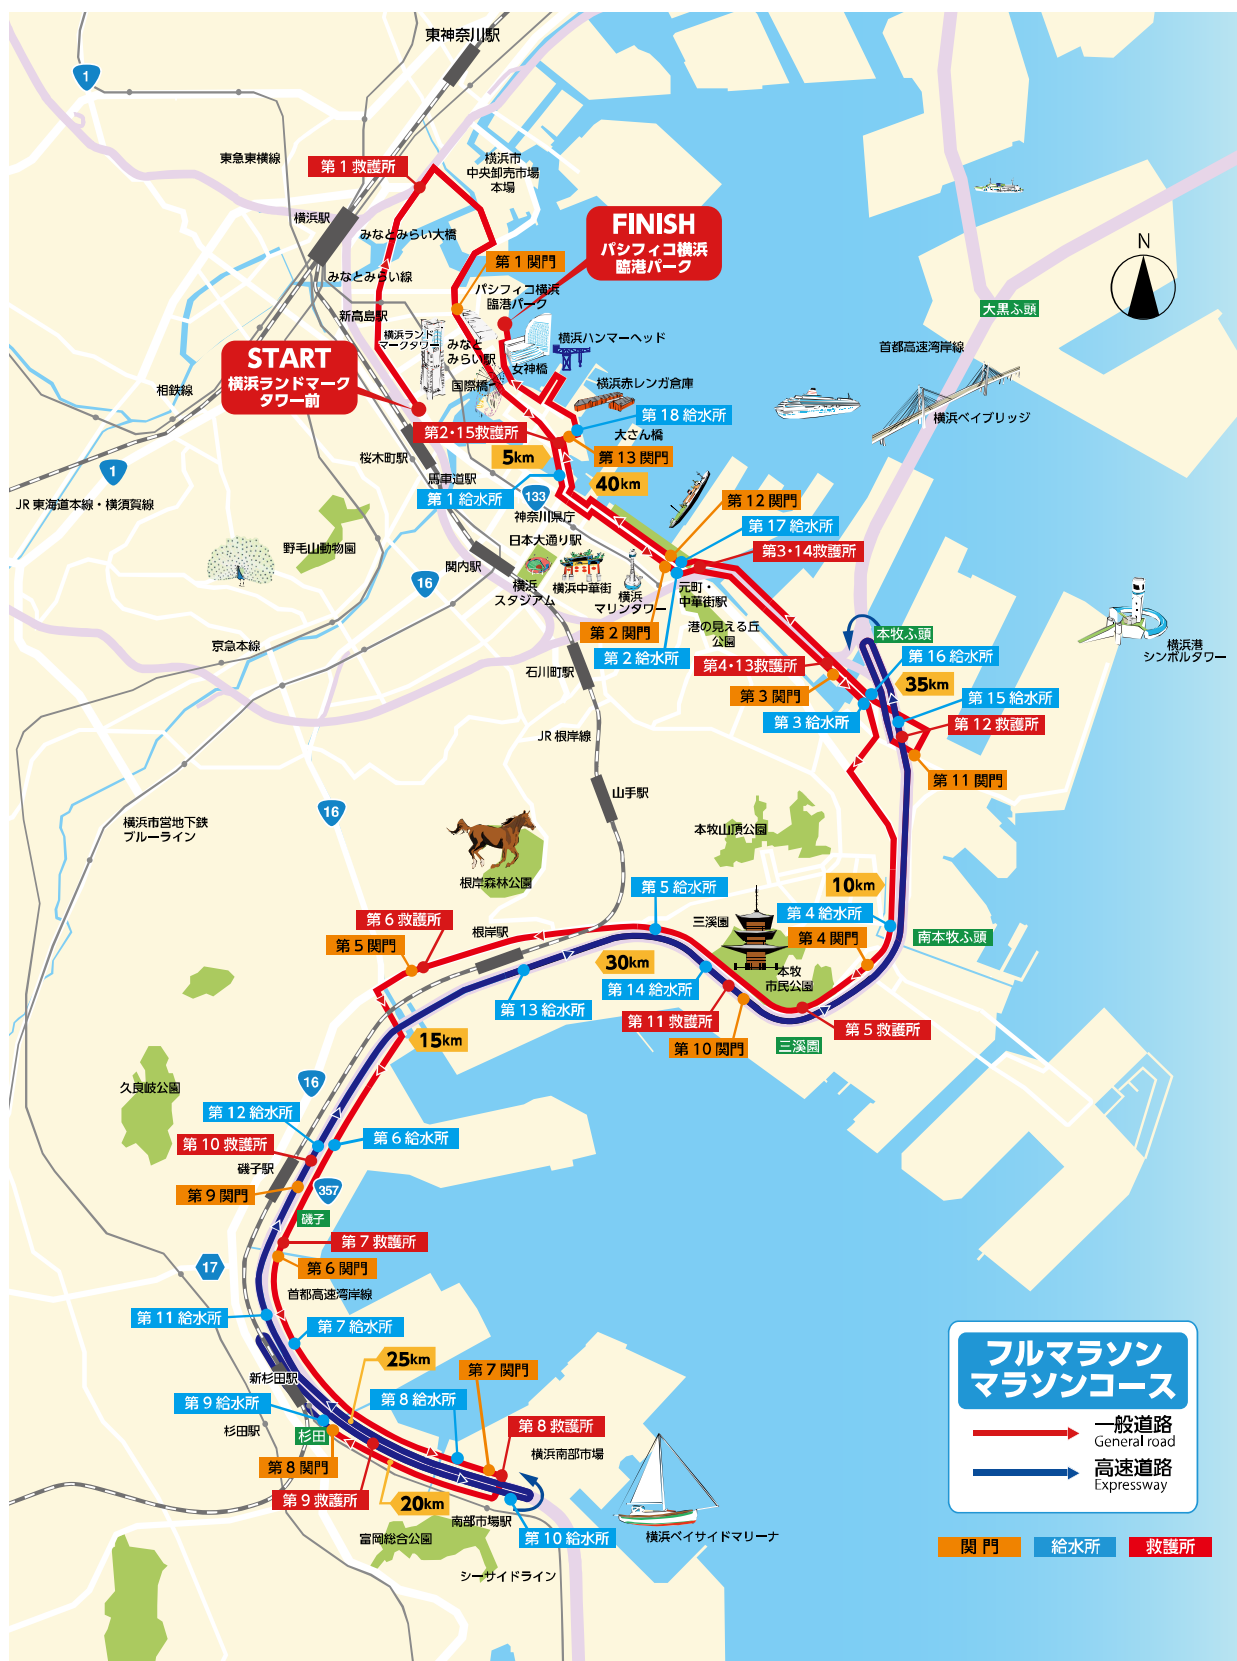 東神奈川駅
1
東急東横線
第1救護所
横浜市
中央卸売市場
本場
横浜駅
みなとみらい大橋
FINISH
パシフィコ横浜
臨港パーク
N
みなとみらい線
第1関門
パシフィコ横浜
臨港パーク
大黒ふ頭
新高島駅
横浜ランド
マークタワー
みなと
みらい駅
横浜ハンマーヘッド
首都高速湾岸線
START
横浜ランドマーク
タワー前
女神橋
国際橋
横浜赤レンガ倉庫
相鉄線
第18給水所
横浜ベイブリッジ
第2・15救護所
大さん橋
桜木町駅
5km
第13関門
1
馬車道駅
40km
第1給水所
133
第12関門
JR東海道本線・横須賀線
神奈川県庁
第17給水所
野毛山動物園
日本大通り駅
第3・14救護所
関内駅
16
横浜
スタジアム
横浜中華街
横浜
マリンタワー
元町・
中華街駅
第2関門
港の見える丘
公園
本牧ふ頭
京急本線
第2給水所
第16給水所
横浜港
シンボルタワー
石川町駅
第4・13救護所
35km
第3関門
第15給水所
第3給水所
第12救護所
JR根岸線
第11関門
山手駅
16
横浜市営地下鉄
ブルーライン
本牧山頂公園
根岸森林公園
10km
第5給水所
第6救護所
三溪園
第4給水所
第5関門
根岸駅
第4関門
南本牧ふ頭
30km
本牧
市民公園
第14給水所
第13給水所
第11救護所
第5救護所
15km
第10関門
三溪園
16
久良岐公園
第12給水所
第6給水所
第10救護所
磯子駅
第9関門
357
磯子
第7救護所
17
第6関門
首都高速湾岸線
第11給水所
第7給水所
25km
新杉田駅
第7関門
第9給水所
第8給水所
杉田駅
杉田
第8救護所
横浜南部市場
第8関門
第9救護所
20km
南部市場駅
富岡総合公園
第10給水所
横浜ベイサイドマリーナ
シーサイドライン
フルマラソン
マラソンコース
一般道路
General road
高速道路
Expressway
関門
給水所
救護所